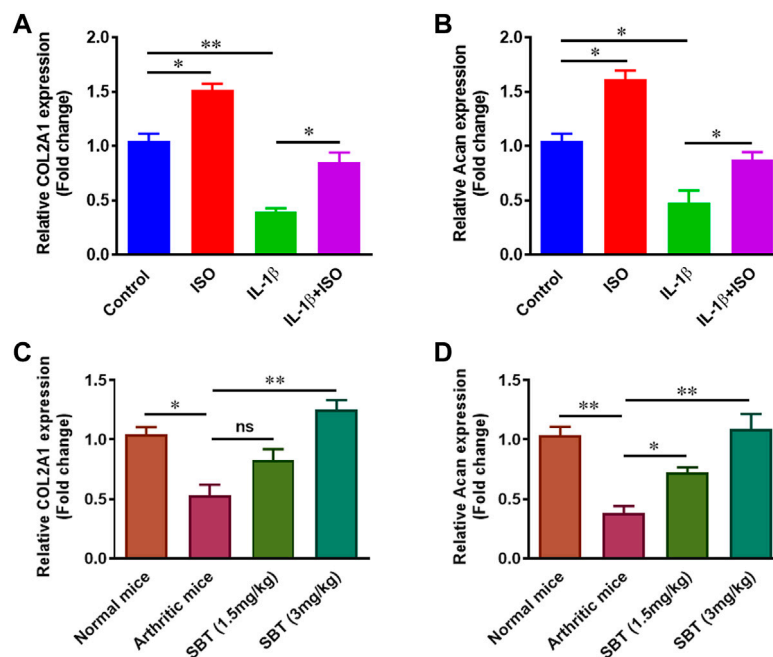 A
Relative COL2A1 expression
(Fold change)
2.0
1.5
1.0
0.5
0.0
**
*
*
Control
ISO
IL-1β
IL-1β+ISO
B
Relative Acan expression
(Fold change)
2.0
1.5
1.0
0.5
0.0
*
*
*
Control
ISO
IL-1β
IL-1β+ISO
C
Relative COL2A1 expression
(Fold change)
1.5
1.0
0.5
0.0
**
*
ns
Normal mice
Arthritic mice
SBT (1.5mg/kg)
SBT (3mg/kg)
D
Relative Acan expression
(Fold change)
1.5
1.0
0.5
0.0
**
**
*
Normal mice
Arthritic mice
SBT (1.5mg/kg)
SBT (3mg/kg)